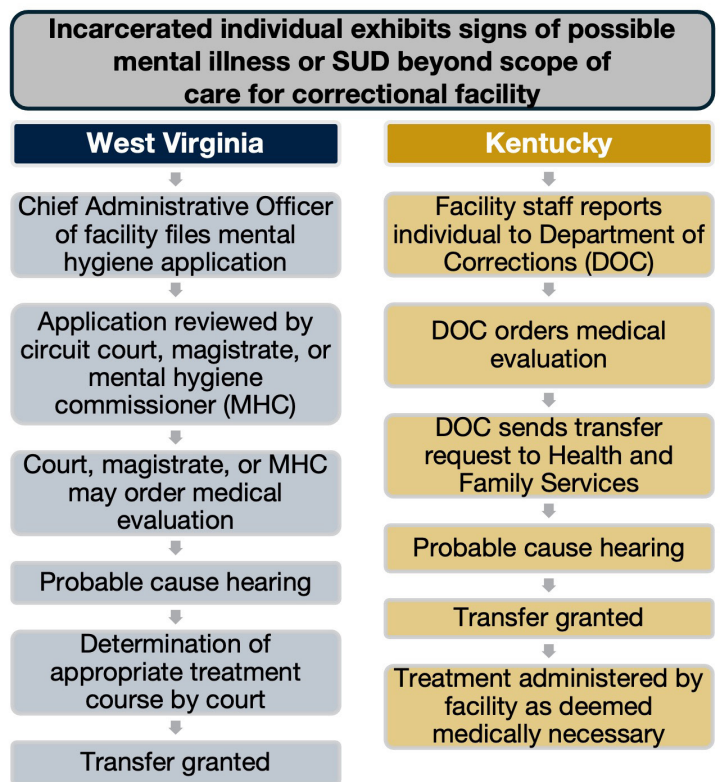 Incarcerated individual exhibits signs of possible
mental illness or SUD beyond scope of
care for correctional facility
West Virginia
Chief Administrative Officer
of facility files mental
hygiene application
Application reviewed by
circuit court, magistrate, or
mental hygiene
commissioner (MHC)
Court, magistrate, or MHC
may order medical
evaluation
Probable cause hearing
Determination of
appropriate treatment
course by court
Transfer granted
Kentucky
Facility staff reports
individual to Department of
Corrections (DOC)
DOC orders medical
evaluation
DOC sends transfer
request to Health and
Family Services
Probable cause hearing
Transfer granted
Treatment administered by
facility as deemed
medically necessary